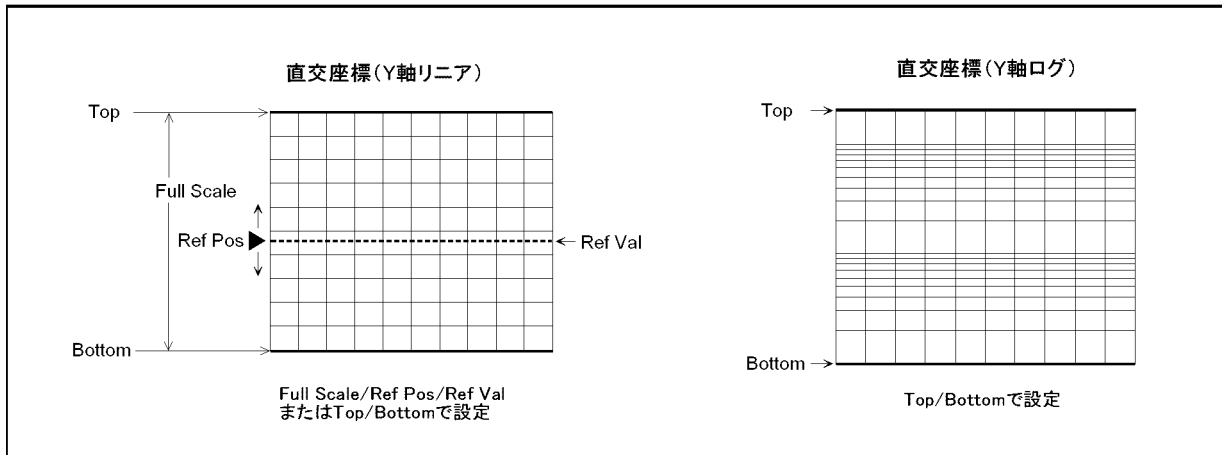 直交座標(Y軸リニア)
Top
Full Scale
Ref Pos
Ref Val
Bottom
Full Scale/Ref Pos/Ref Val
またはTop/Bottomで設定
直交座標(Y軸ログ)
Top
Bottom
Top/Bottomで設定